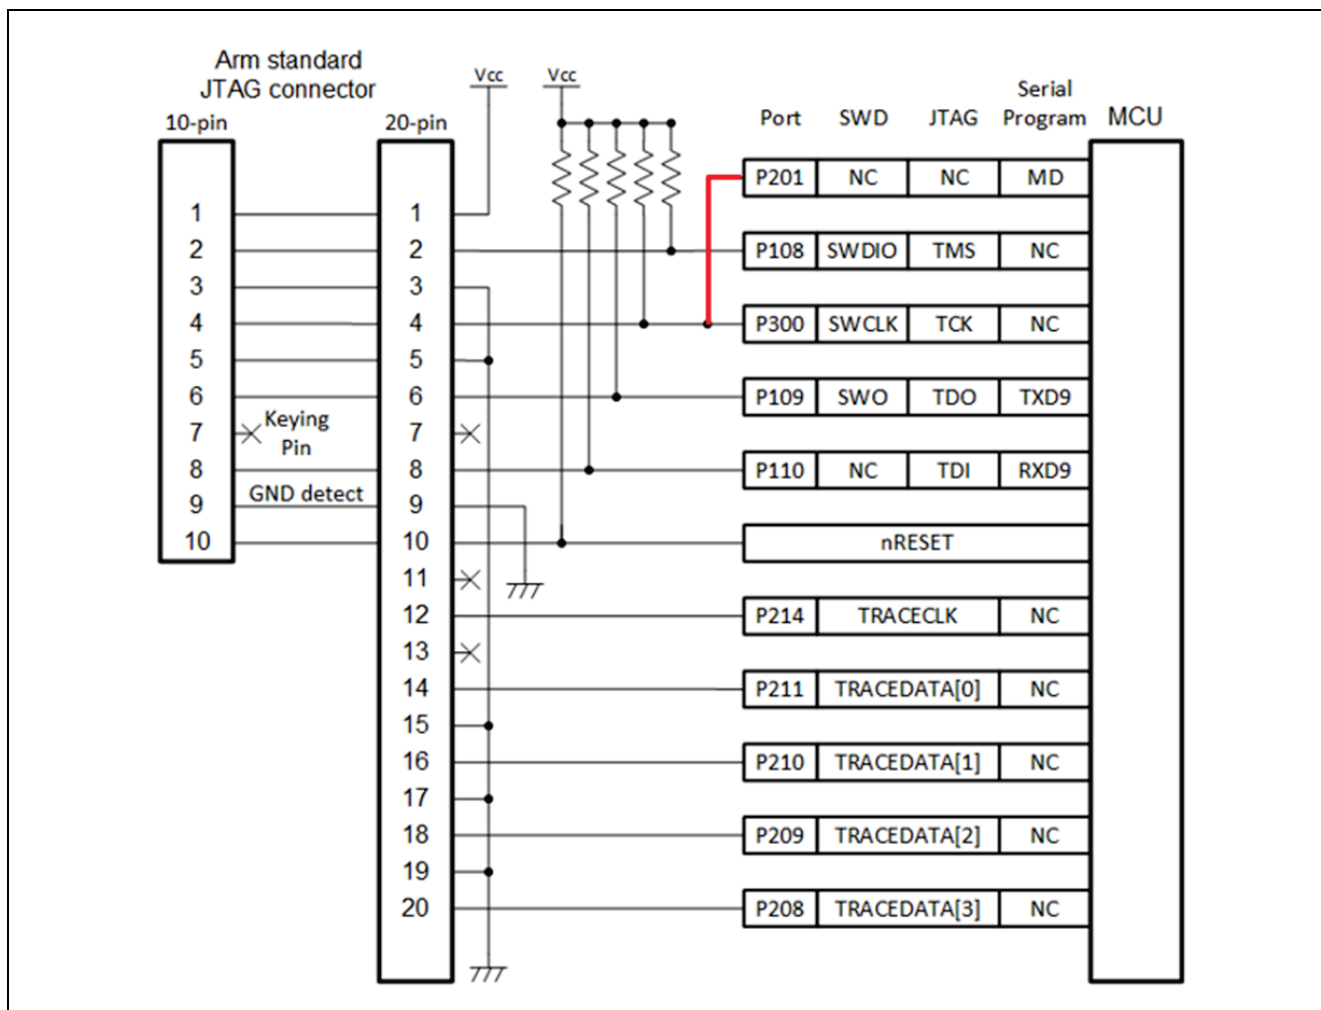 Arm standard
JTAG connector
10-pin
20-pin
Vcc
Vcc
Port
SWD
JTAG
Serial
Program
MCU
P201 NC NC MD
1 1
2 2 P108 SWDIO TMS NC
3 3
4 4 P300 SWCLK TCK NC
5 5
6 6 P109 SWO TDO TXD9
7 Keying
Pin
7
8 8 P110 NC TDI RXD9
9 GND detect 9
10 10 nRESET
11
12 P214 TRACECLK NC
13
14 P211 TRACEDATA[0] NC
15
16 P210 TRACEDATA[1] NC
17
18 P209 TRACEDATA[2] NC
19
20 P208 TRACEDATA[3] NC